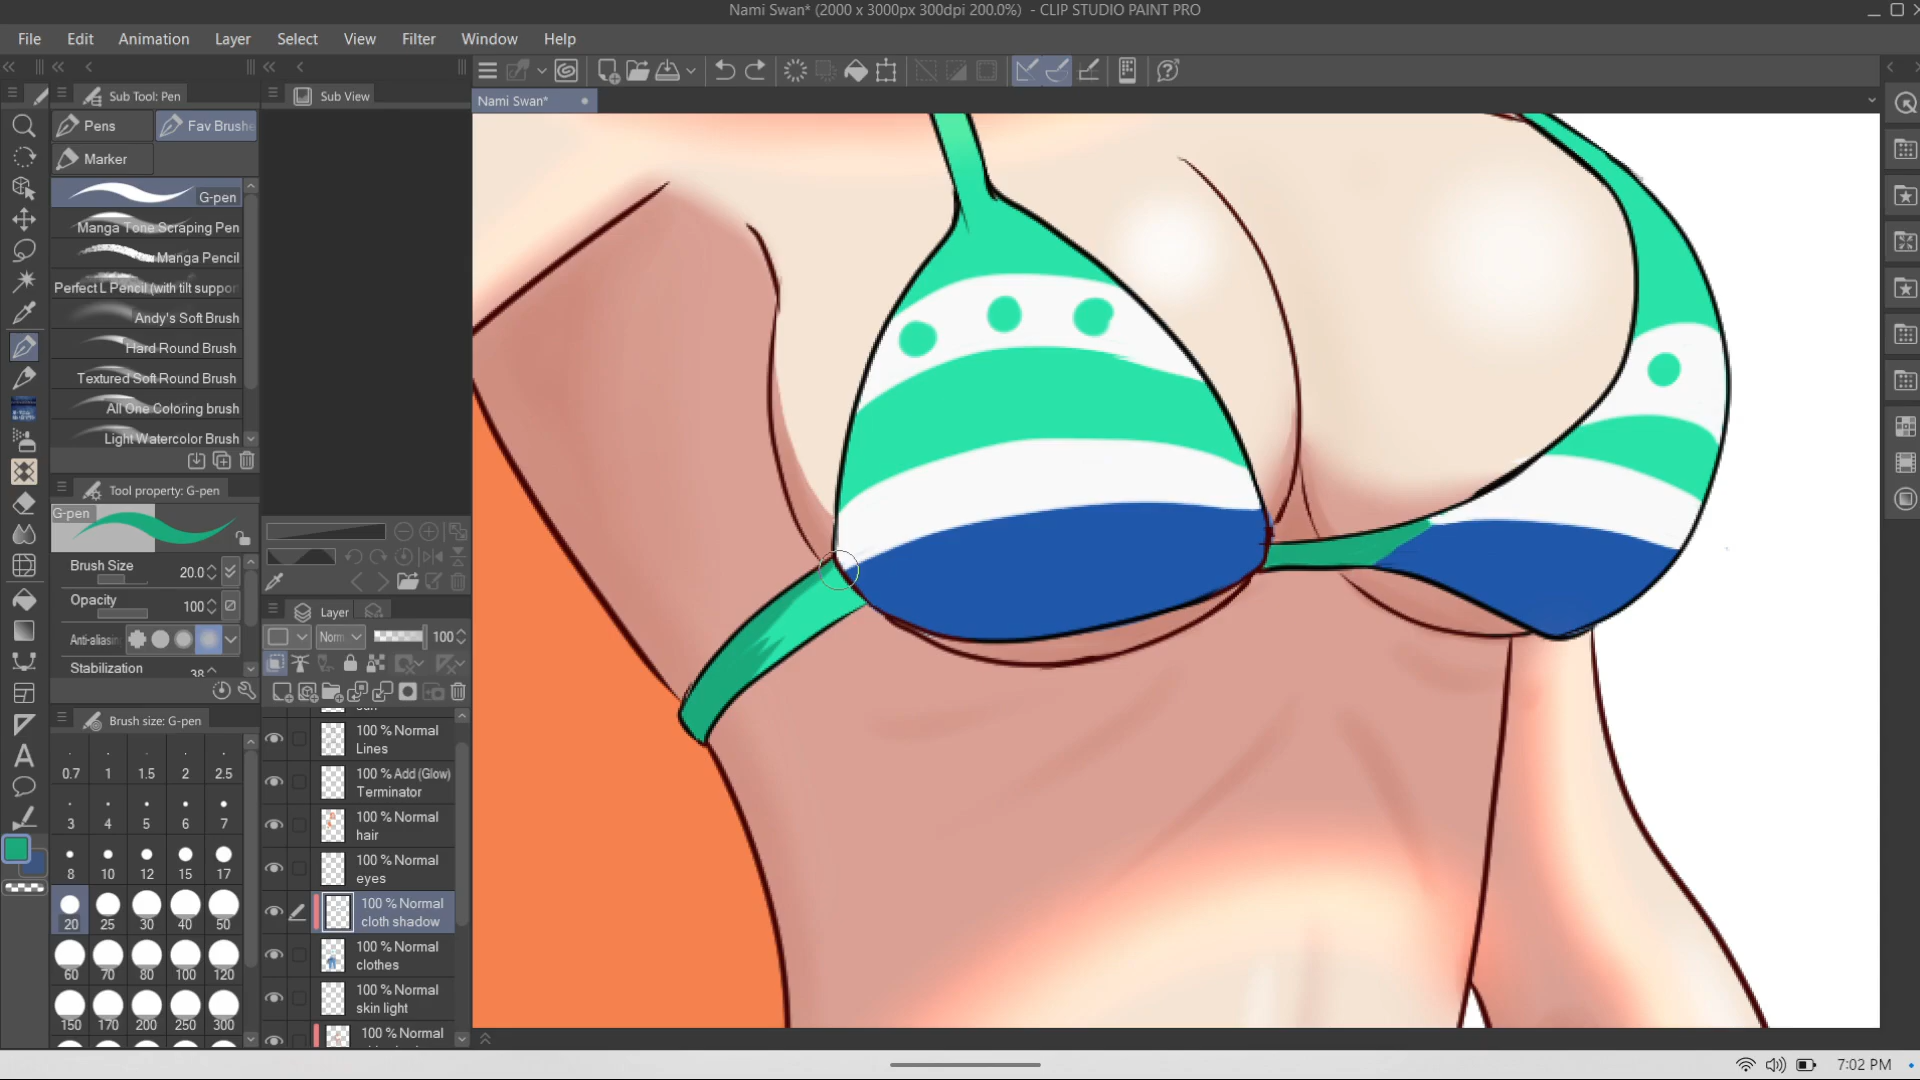 Nami Swan* (2000 x 3000px 300dpi 200.0%)  - CLIP STUDIO PAINT PRO
File Edit Animation Layer Select View Filter Window Help
Sub Tool: Pen
Sub View
Nami Swan*
Pens
Fav Brushe
Marker
G-pen
Manga Tone Scraping Pen
Manga Pencil
Perfect L Pencil (with tilt suppor
Andy's Soft Brush
Hard Round Brush
Textured Soft Round Brush
All One Coloring brush
Light Watercolor Brush
Tool property: G-pen
G-pen
Brush Size 20.0
Opacity 100
Anti-aliasin
Stabilization 38
Brush size: G-pen
0.7 1 1.5 2 2.5
3 4 5 6 7
8 10 12 15 17
20 25 30 40 50
60 70 80 100 120
150 170 200 250 300
Layer
Norm 100
100 % Normal
Lines
100 % Add (Glow)
Terminator
100 % Normal
hair
100 % Normal
eyes
100 % Normal
cloth shadow
100 % Normal
clothes
100 % Normal
skin light
100 % Normal
7:02 PM